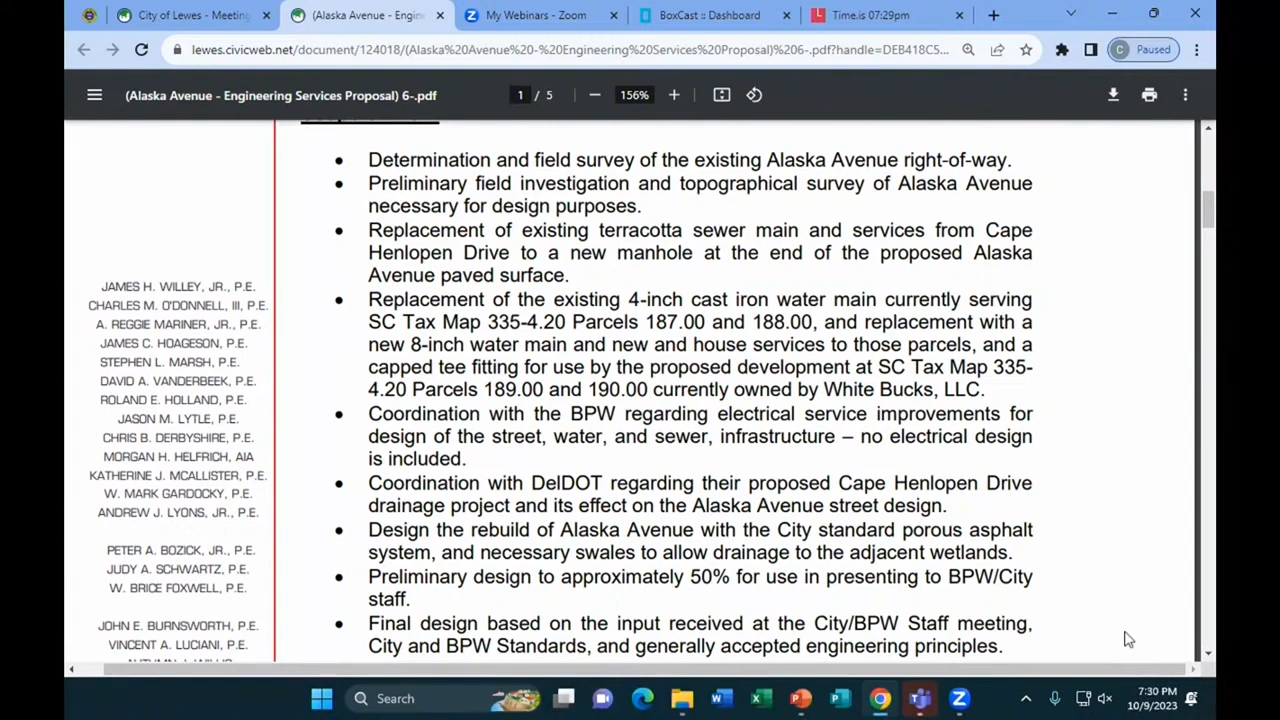 City of Lewes - Meeting
(Alaska Avenue - Engin
My Webinars - Zoom
BoxCast :: Dashboard
Time.is 07:29pm
lewes.civicweb.net/document/124018/(Alaska%20Avenue%20-%20Engineering%20Services%20Proposal)%206-.pdf?handle=DEB418C5...
C Paused
(Alaska Avenue - Engineering Services Proposal) 6-.pdf
1 / 5
156%
• Determination and field survey of the existing Alaska Avenue right-of-way.
• Preliminary field investigation and topographical survey of Alaska Avenue
necessary for design purposes.
• Replacement of existing terracotta sewer main and services from Cape
Henlopen Drive to a new manhole at the end of the proposed Alaska
Avenue paved surface.
• Replacement of the existing 4-inch cast iron water main currently serving
SC Tax Map 335-4.20 Parcels 187.00 and 188.00, and replacement with a
new 8-inch water main and new and house services to those parcels, and a
capped tee fitting for use by the proposed development at SC Tax Map 335-
4.20 Parcels 189.00 and 190.00 currently owned by White Bucks, LLC.
• Coordination with the BPW regarding electrical service improvements for
design of the street, water, and sewer, infrastructure – no electrical design
is included.
• Coordination with DelDOT regarding their proposed Cape Henlopen Drive
drainage project and its effect on the Alaska Avenue street design.
• Design the rebuild of Alaska Avenue with the City standard porous asphalt
system, and necessary swales to allow drainage to the adjacent wetlands.
• Preliminary design to approximately 50% for use in presenting to BPW/City
staff.
• Final design based on the input received at the City/BPW Staff meeting,
City and BPW Standards, and generally accepted engineering principles.
JAMES H. WILLEY, JR., P.E.
CHARLES M. O'DONNELL, III, P.E.
A. REGGIE MARINER, JR., P.E.
JAMES C. HOAGESON, P.E.
STEPHEN L. MARSH, P.E.
DAVID A. VANDERBEEK, P.E.
ROLAND E. HOLLAND, P.E.
JASON M. LYTLE, P.E.
CHRIS B. DERBYSHIRE, P.E.
MORGAN H. HELFRICH, AIA
KATHERINE J. MCALLISTER, P.E.
W. MARK GARDOCKY, P.E.
ANDREW J. LYONS, JR., P.E.
PETER A. BOZICK, JR., P.E.
JUDY A. SCHWARTZ, P.E.
W. BRICE FOXWELL, P.E.
JOHN E. BURNSWORTH, P.E.
VINCENT A. LUCIANI, P.E.
Search
7:30 PM
10/9/2023